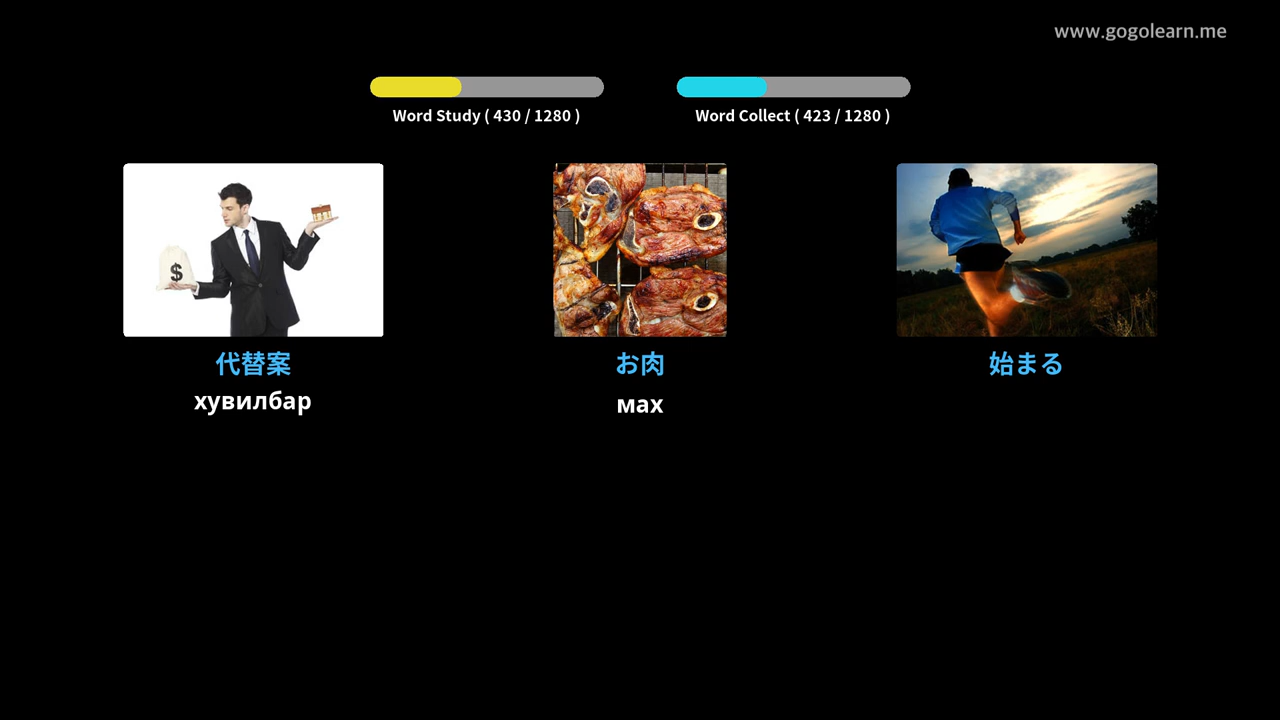 www.gogolearn.me
Word Study ( 430 / 1280 )
Word Collect ( 423 / 1280 )
$
代替案
お肉
始まる
хувилбар
мах